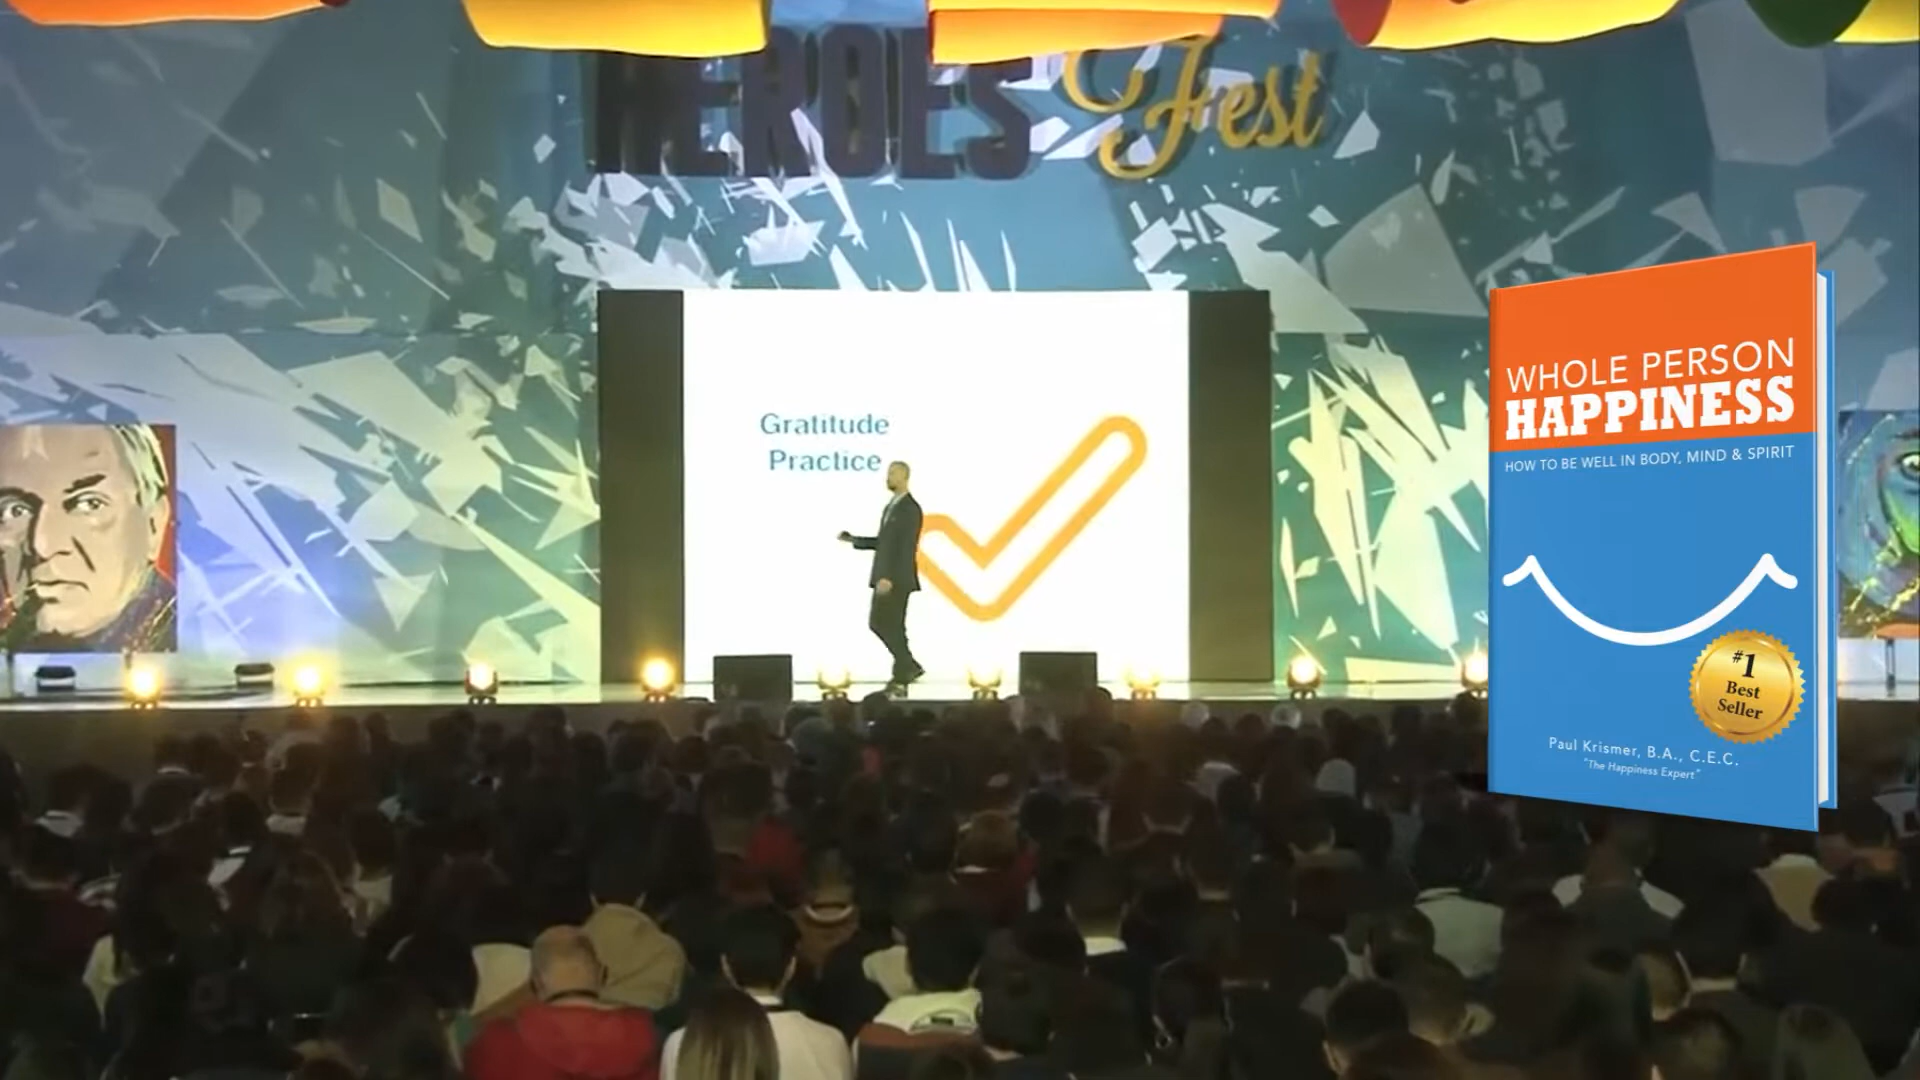 HEROES Fest
Gratitude
Practice
WHOLE PERSON
HAPPINESS
HOW TO BE WELL IN BODY, MIND & SPIRIT
#1
Best
Seller
Paul Krismer, B.A., C.E.C.
"The Happiness Expert"